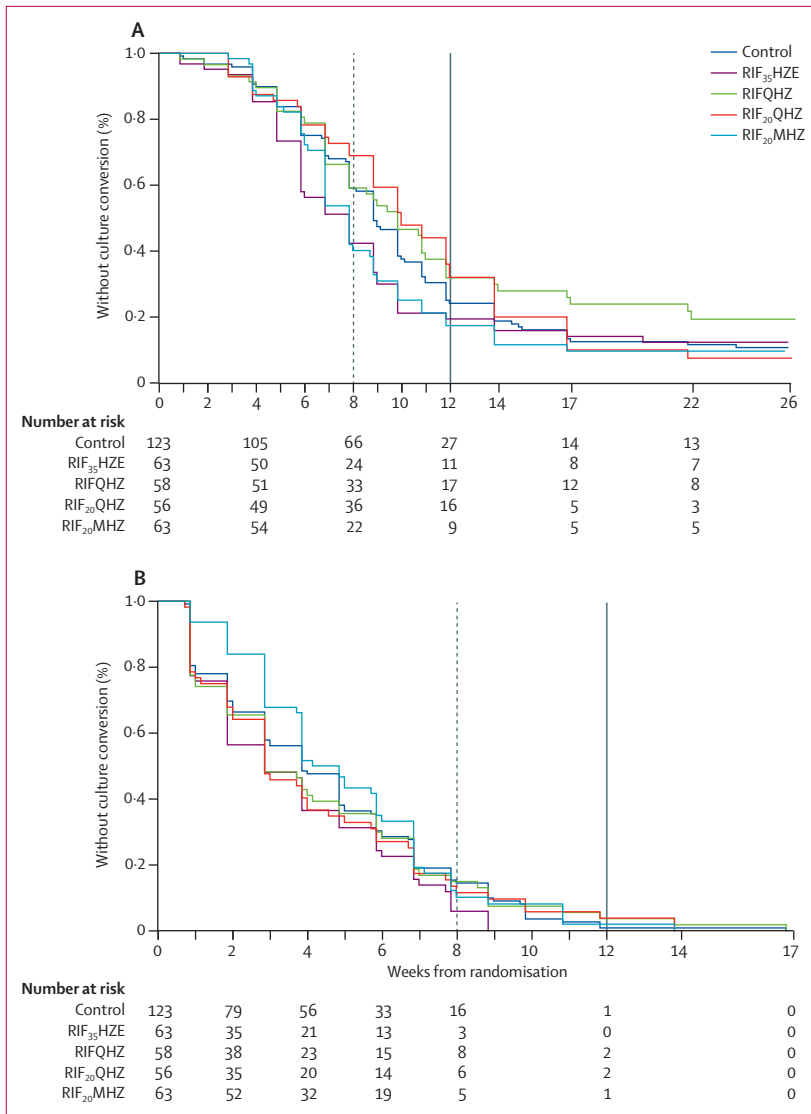 A
Control
RIF₃₅HZE
RIFQHZ
RIF₂₀QHZ
RIF₂₀MHZ
Without culture conversion (%)
1·0
0·8
0·6
0·4
0·2
0
0 2 4 6 8 10 12 14 17 22 26
Number at risk
Control 123 105 66 27 14 13
RIF₃₅HZE 63 50 24 11 8 7
RIFQHZ 58 51 33 17 12 8
RIF₂₀QHZ 56 49 36 16 5 3
RIF₂₀MHZ 63 54 22 9 5 5
B
Without culture conversion (%)
1·0
0·8
0·6
0·4
0·2
0
0 2 4 6 8 10 12 14 17
Weeks from randomisation
Number at risk
Control 123 79 56 33 16 1 0
RIF₃₅HZE 63 35 21 13 3 0 0
RIFQHZ 58 38 23 15 8 2 0
RIF₂₀QHZ 56 35 20 14 6 2 0
RIF₂₀MHZ 63 52 32 19 5 1 0